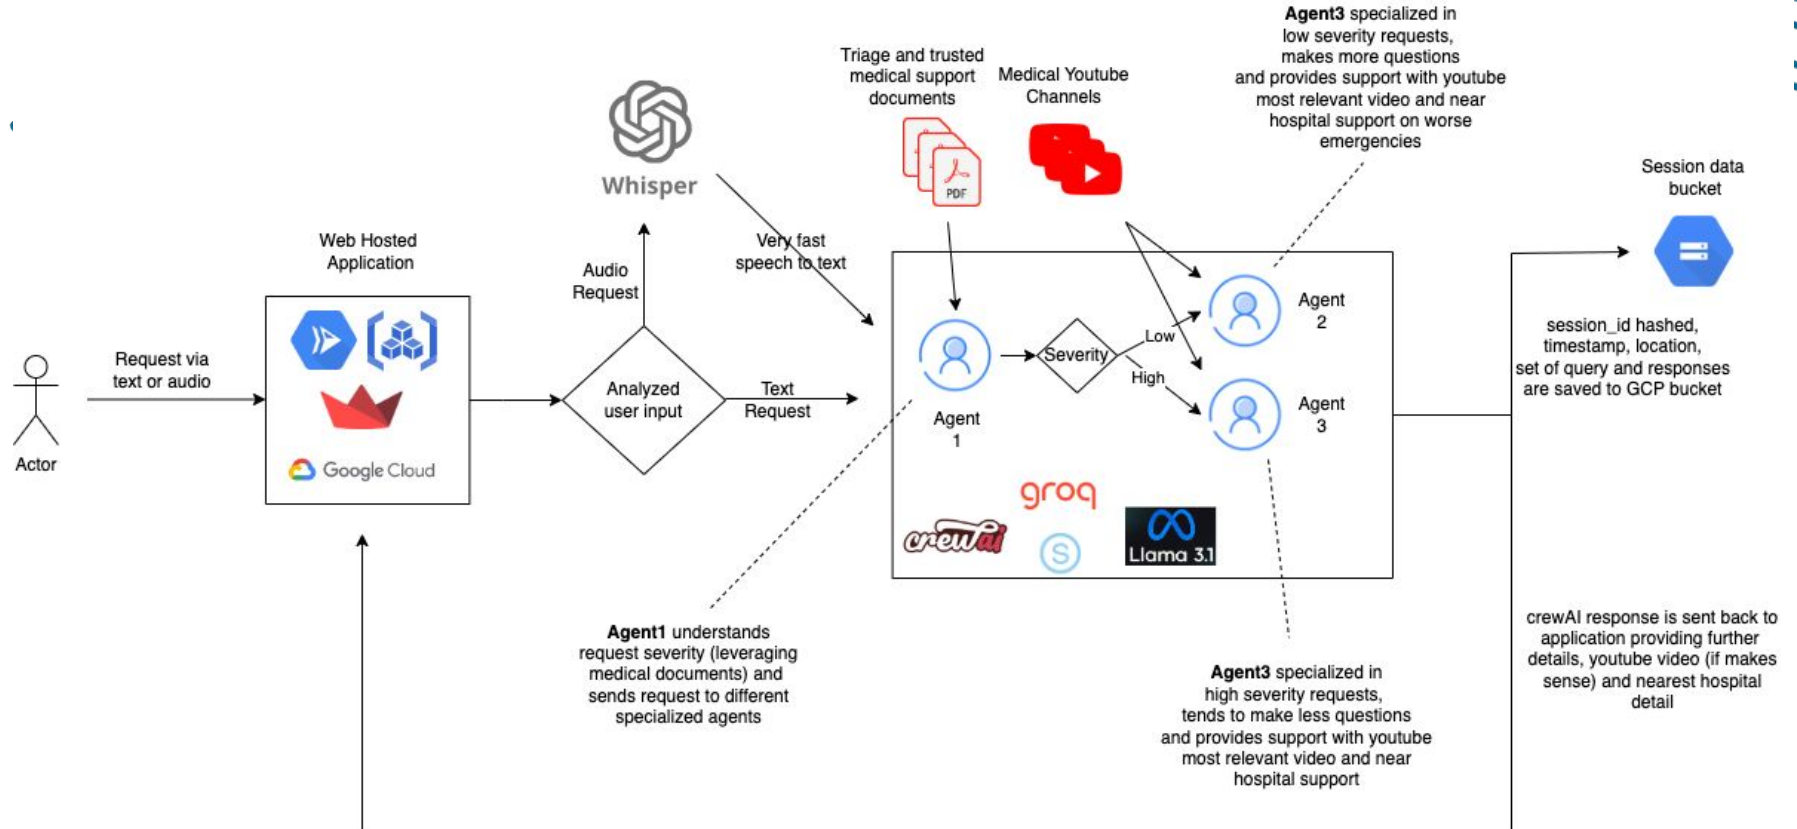 Agent3 specialized in
low severity requests,
makes more questions
and provides support with youtube
most relevant video and near
hospital support on worse
emergencies
Triage and trusted
medical support
documents
Medical Youtube
Channels
PDF
Whisper
Session data
bucket
Web Hosted
Application
Very fast
speech to text
Audio
Request
Request via
text or audio
Analyzed
user input
Text
Request
Google Cloud
Actor
Agent
1
Severity
Low
High
Agent
2
Agent
3
session_id hashed,
timestamp, location,
set of query and responses
are saved to GCP bucket
groq
crewai
S
Llama 3.1
Agent1 understands
request severity (leveraging
medical documents) and
sends request to different
specialized agents
Agent3 specialized in
high severity requests,
tends to make less questions
and provides support with youtube
most relevant video and near
hospital support
crewAI response is sent back to
application providing further
details, youtube video (if makes
sense) and nearest hospital
detail